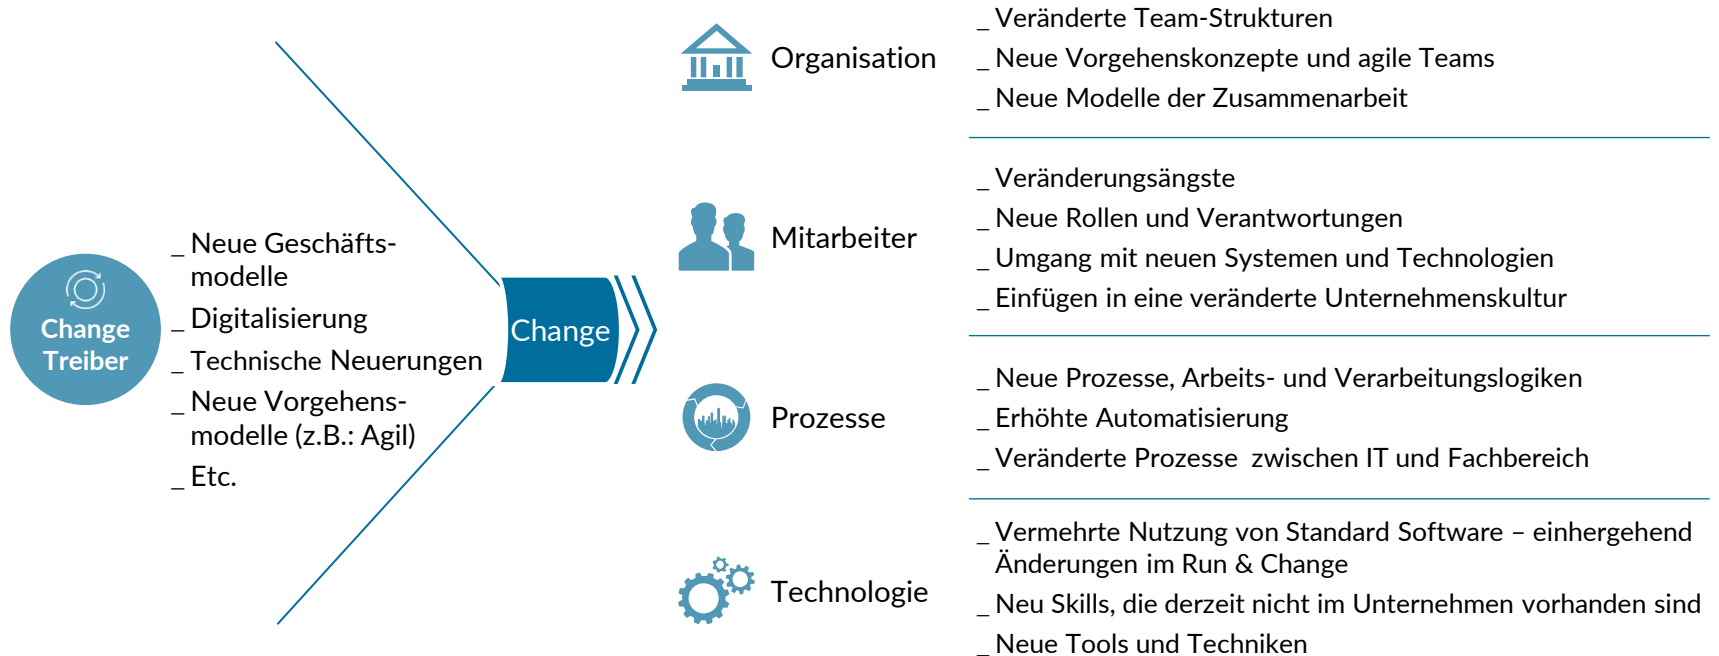 Change
Treiber
_ Neue Geschäfts-
modelle
_ Digitalisierung
_ Technische Neuerungen
_ Neue Vorgehens-
modelle (z.B.: Agil)
_ Etc.
Change
Organisation
_ Veränderte Team-Strukturen
_ Neue Vorgehenskonzepte und agile Teams
_ Neue Modelle der Zusammenarbeit
Mitarbeiter
_ Veränderungsängste
_ Neue Rollen und Verantwortungen
_ Umgang mit neuen Systemen und Technologien
_ Einfügen in eine veränderte Unternehmenskultur
Prozesse
_ Neue Prozesse, Arbeits- und Verarbeitungslogiken
_ Erhöhte Automatisierung
_ Veränderte Prozesse  zwischen IT und Fachbereich
Technologie
_ Vermehrte Nutzung von Standard Software – einhergehend
Änderungen im Run & Change
_ Neu Skills, die derzeit nicht im Unternehmen vorhanden sind
_ Neue Tools und Techniken